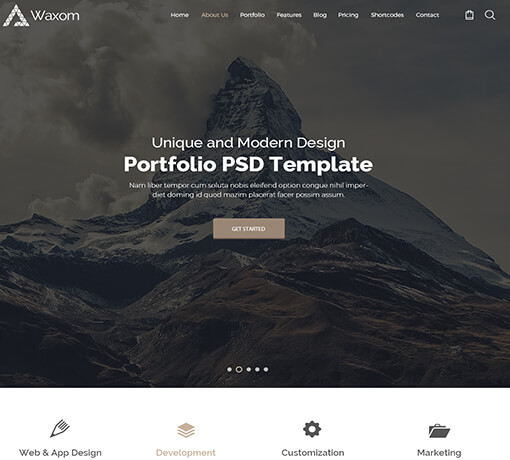 Waxom
Home About Us Portfolio Features Blog Pricing Shortcodes Contact
Unique and Modern Design
Portfolio PSD Template
Nam liber tempor cum soluta nobis eleifend option congue nihil imper-
diet doming id quod mazim placerat facer possim assum.
GET STARTED
Web & App Design Development Customization Marketing